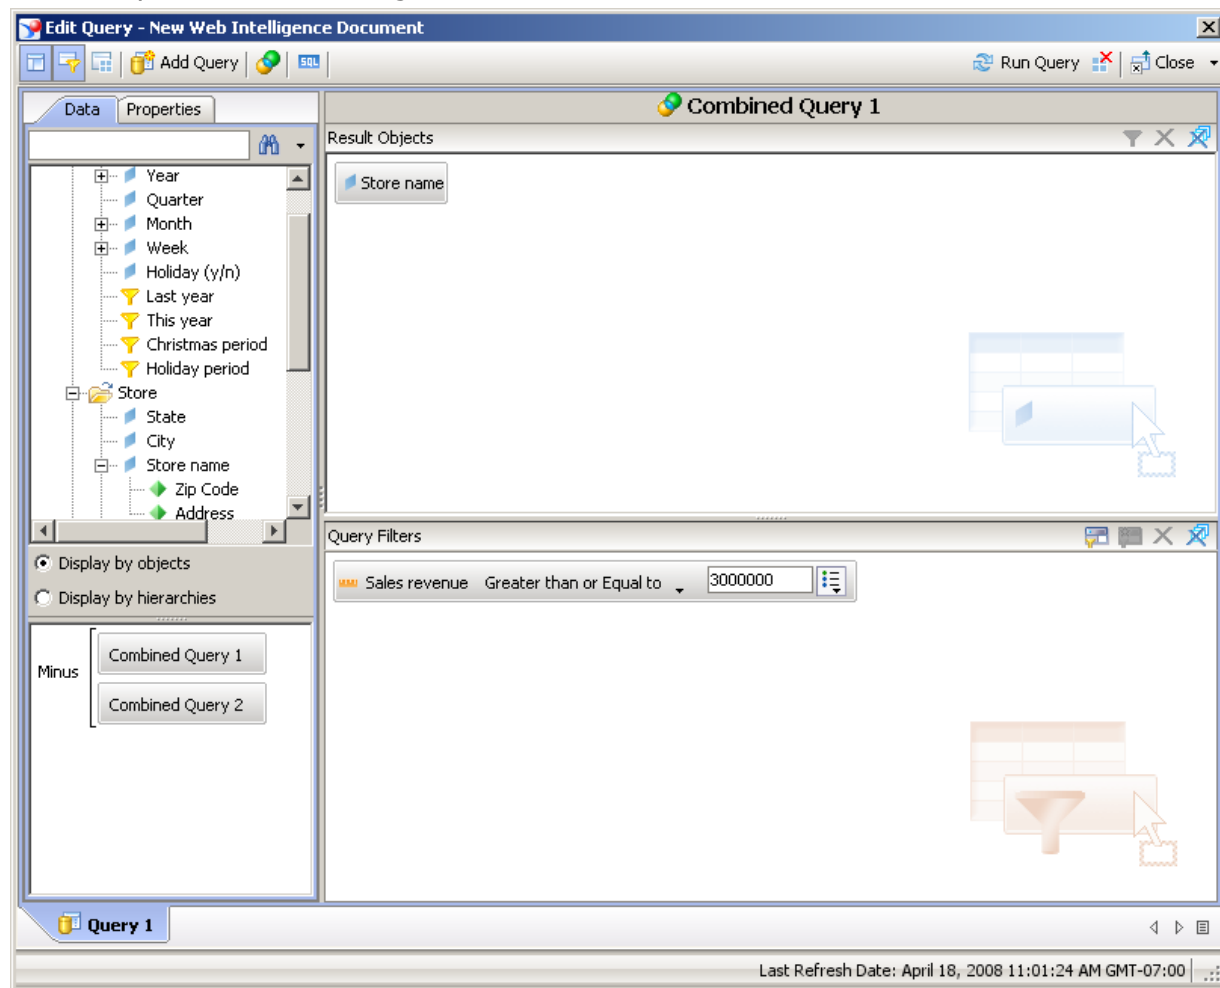 Edit Query - New Web Intelligence Document
Add Query
SQL
Run Query
Close
Data
Properties
Combined Query 1
Result Objects
Store name
Year
Quarter
Month
Week
Holiday (y/n)
Last year
This year
Christmas period
Holiday period
Store
State
City
Store name
Zip Code
Address
Query Filters
Sales revenue Greater than or Equal to 3000000
Display by objects
Display by hierarchies
Minus
Combined Query 1
Combined Query 2
Query 1
Last Refresh Date: April 18, 2008 11:01:24 AM GMT-07:00